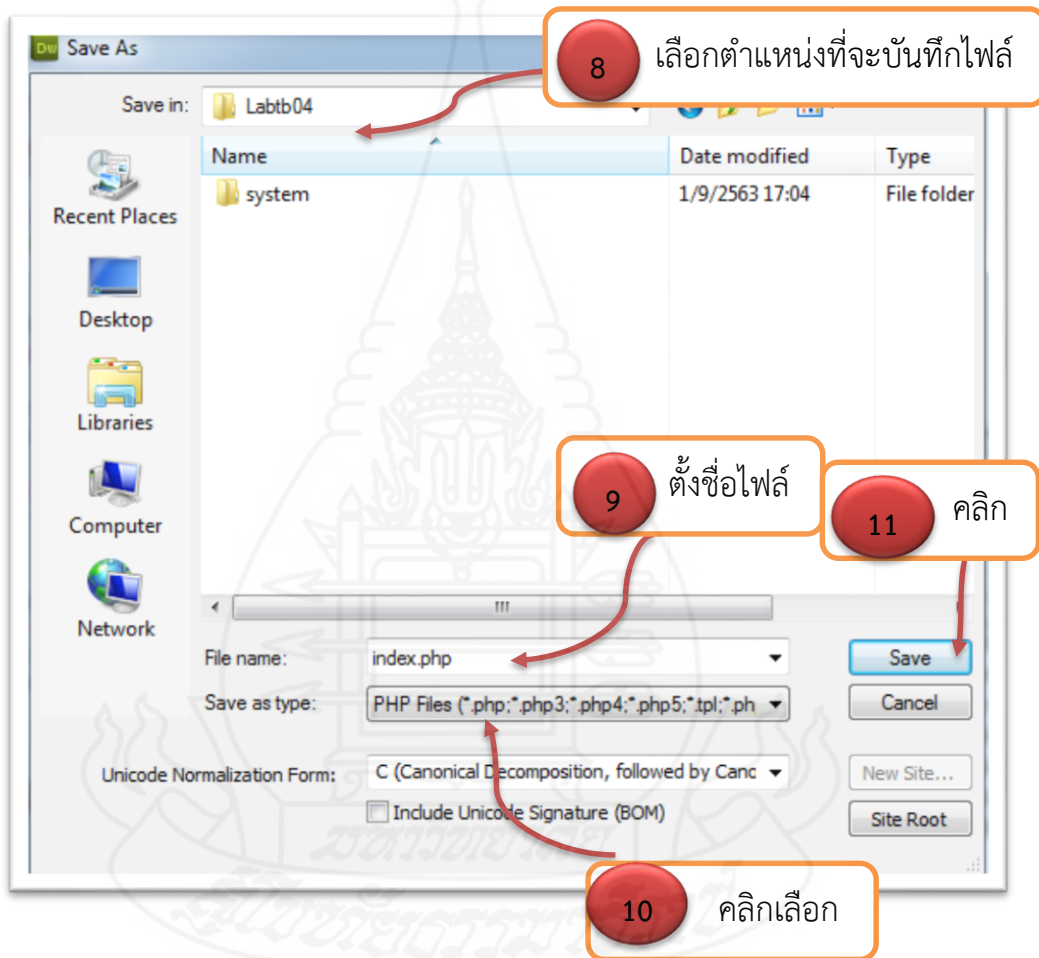 Dw Save As
8 เลือกตำแหน่งที่จะบันทึกไฟล์
Save in: Labtb04
Name Date modified Type
system 1/9/2563 17:04 File folder
Recent Places
Desktop
Libraries
Computer
Network
9 ตั้งชื่อไฟล์
11 คลิก
File name: index.php Save
Save as type: PHP Files (*.php;*.php3;*.php4;*.php5;*.tpl;*.ph Cancel
Unicode Normalization Form: C (Canonical Decomposition, followed by Canc New Site...
Include Unicode Signature (BOM) Site Root
10 คลิกเลือก